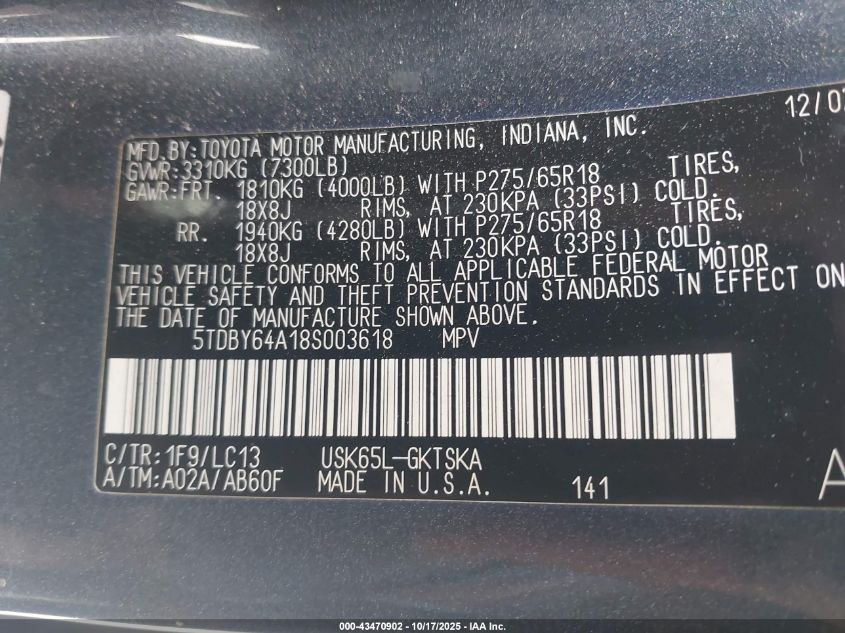 12/07
MFD.BY:TOYOTA MOTOR MANUFACTURING, INDIANA, INC.
GVWR:3310KG (7300LB)
GAWR:FRT. 1810KG (4000LB) WITH P275/65R18 TIRES,
18X8J RIMS, AT 230KPA (33PSI) COLD.
RR. 1940KG (4280LB) WITH P275/65R18 TIRES,
18X8J RIMS, AT 230KPA (33PSI) COLD.
THIS VEHICLE CONFORMS TO ALL APPLICABLE FEDERAL MOTOR
VEHICLE SAFETY AND THEFT PREVENTION STANDARDS IN EFFECT ON
THE DATE OF MANUFACTURE SHOWN ABOVE.
5TDBY64A18S003618 MPV
C/TR:1F9/LC13 USK65L-GKTSKA
A/TM:A02A/AB60F MADE IN U.S.A. 141 A
000-43470902 - 10/17/2025 - IAA Inc.